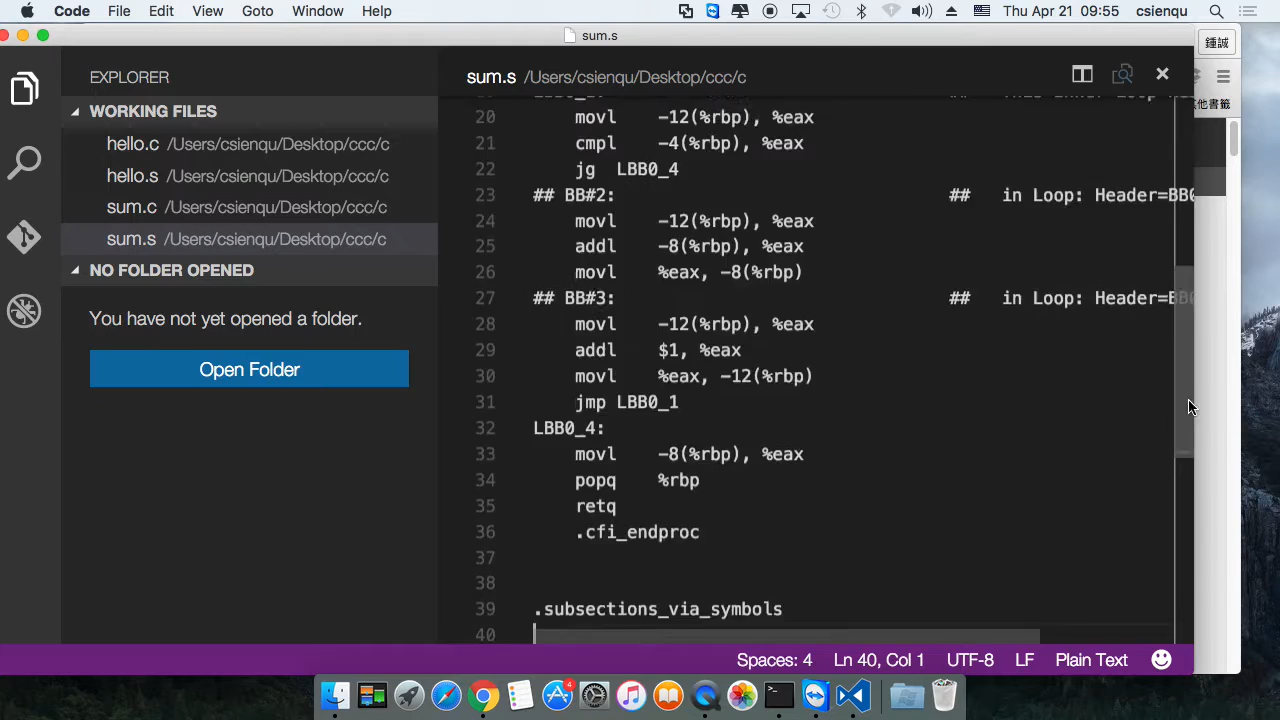 Code File Edit View Goto Window Help Thu Apr 21 09:55 csienqu
sum.s
鍾誠
EXPLORER
sum.s /Users/csienqu/Desktop/ccc/c
WORKING FILES
其他書籤
hello.c /Users/csienqu/Desktop/ccc/c
hello.s /Users/csienqu/Desktop/ccc/c
sum.c /Users/csienqu/Desktop/ccc/c
sum.s /Users/csienqu/Desktop/ccc/c
NO FOLDER OPENED
You have not yet opened a folder.
Open Folder
20 movl -12(%rbp), %eax
21 cmpl -4(%rbp), %eax
22 jg LBB0_4
23 ## BB#2: ## in Loop: Header=BB0
24 movl -12(%rbp), %eax
25 addl -8(%rbp), %eax
26 movl %eax, -8(%rbp)
27 ## BB#3: ## in Loop: Header=BB0
28 movl -12(%rbp), %eax
29 addl $1, %eax
30 movl %eax, -12(%rbp)
31 jmp LBB0_1
32 LBB0_4:
33 movl -8(%rbp), %eax
34 popq %rbp
35 retq
36 .cfi_endproc
37
38
39 .subsections_via_symbols
40
Spaces: 4 Ln 40, Col 1 UTF-8 LF Plain Text
4